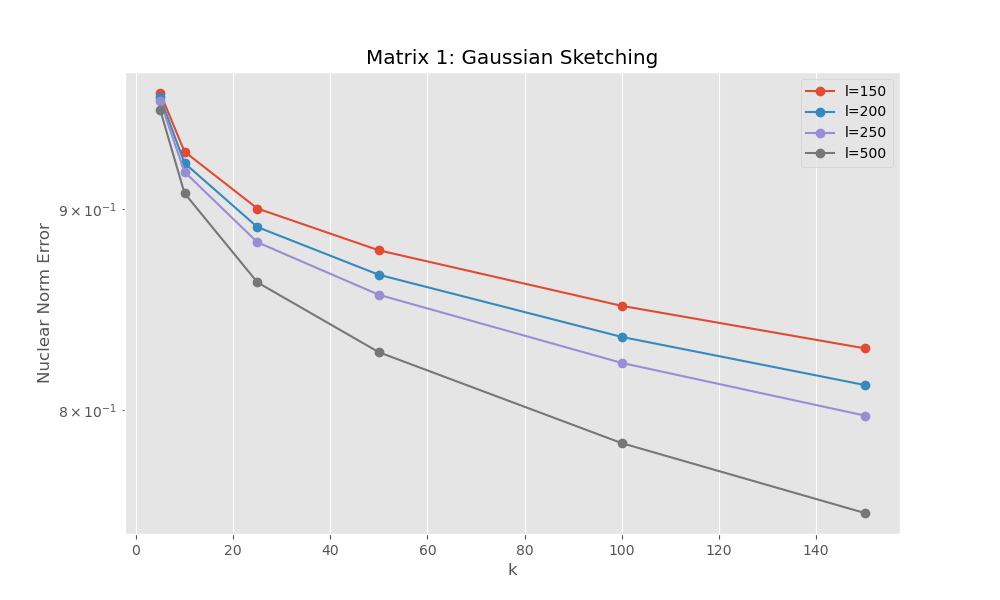 Matrix 1: Gaussian Sketching
l=150
l=200
l=250
l=500
Nuclear Norm Error
9 × 10⁻¹
8 × 10⁻¹
0 20 40 60 80 100 120 140
k